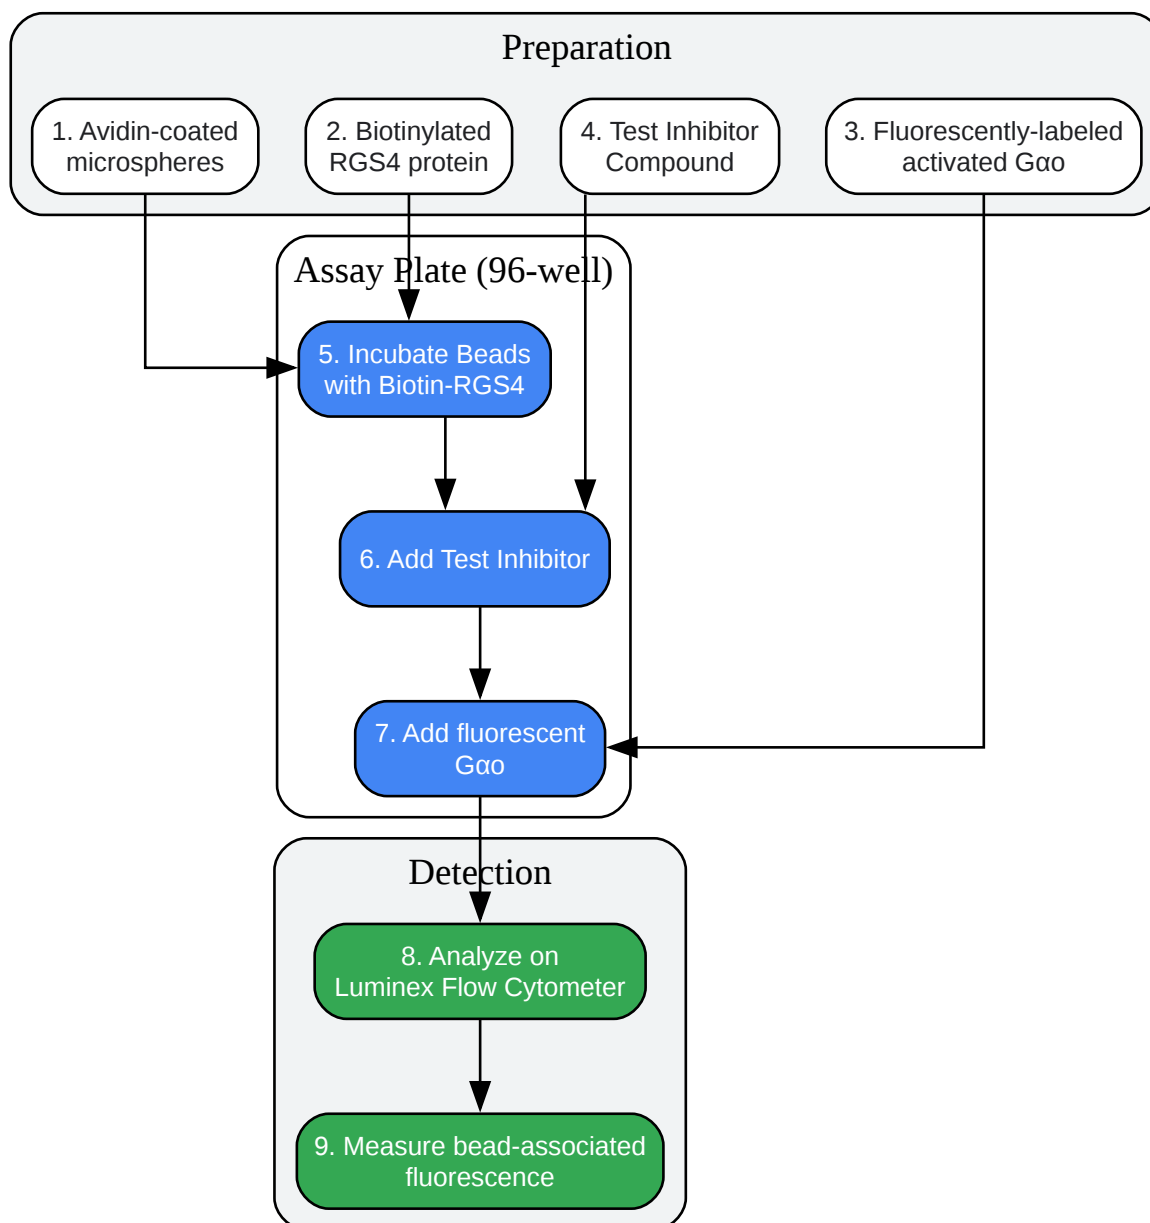 Preparation
1. Avidin-coated
microspheres
2. Biotinylated
RGS4 protein
4. Test Inhibitor
Compound
3. Fluorescently-labeled
activated Gαo
Assay Plate (96-well)
5. Incubate Beads
with Biotin-RGS4
6. Add Test Inhibitor
7. Add fluorescent
Gαo
Detection
8. Analyze on
Luminex Flow Cytometer
9. Measure bead-associated
fluorescence